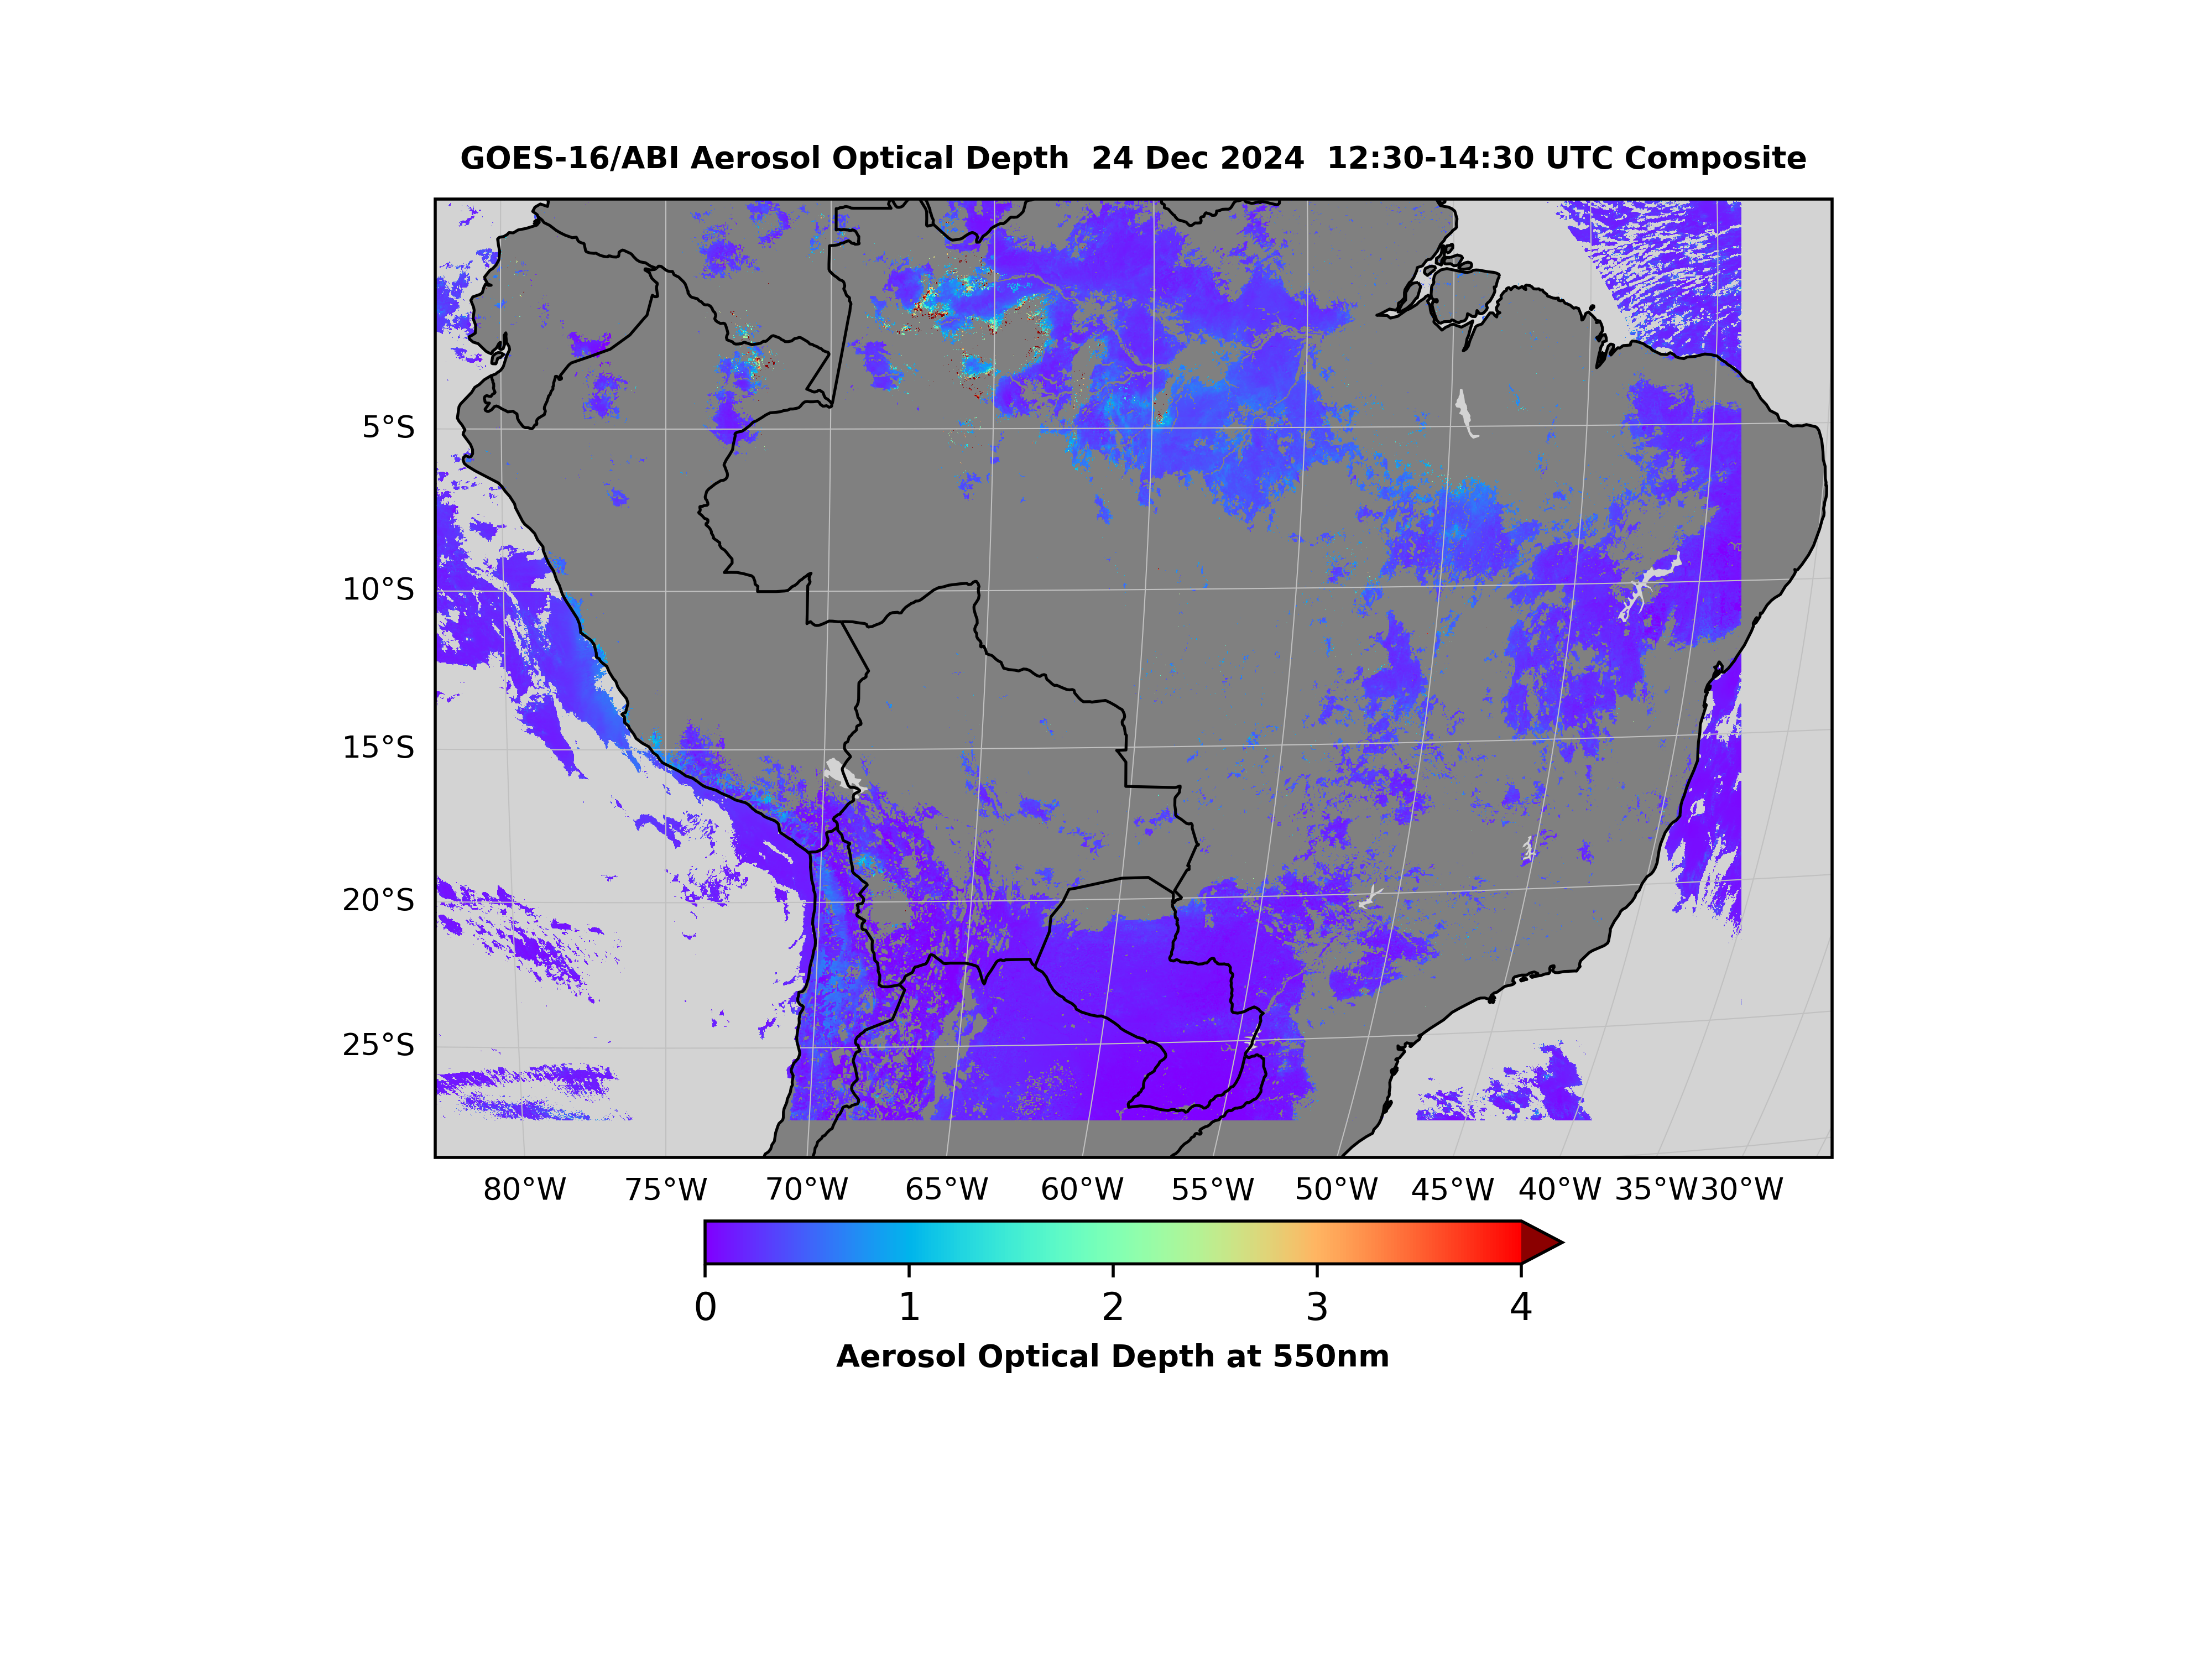 GOES-16/ABI Aerosol Optical Depth  24 Dec 2024  12:30-14:30 UTC Composite
5°S
10°S
15°S
20°S
25°S
80°W 75°W 70°W 65°W 60°W 55°W 50°W 45°W 40°W 35°W 30°W
0 1 2 3 4
Aerosol Optical Depth at 550nm